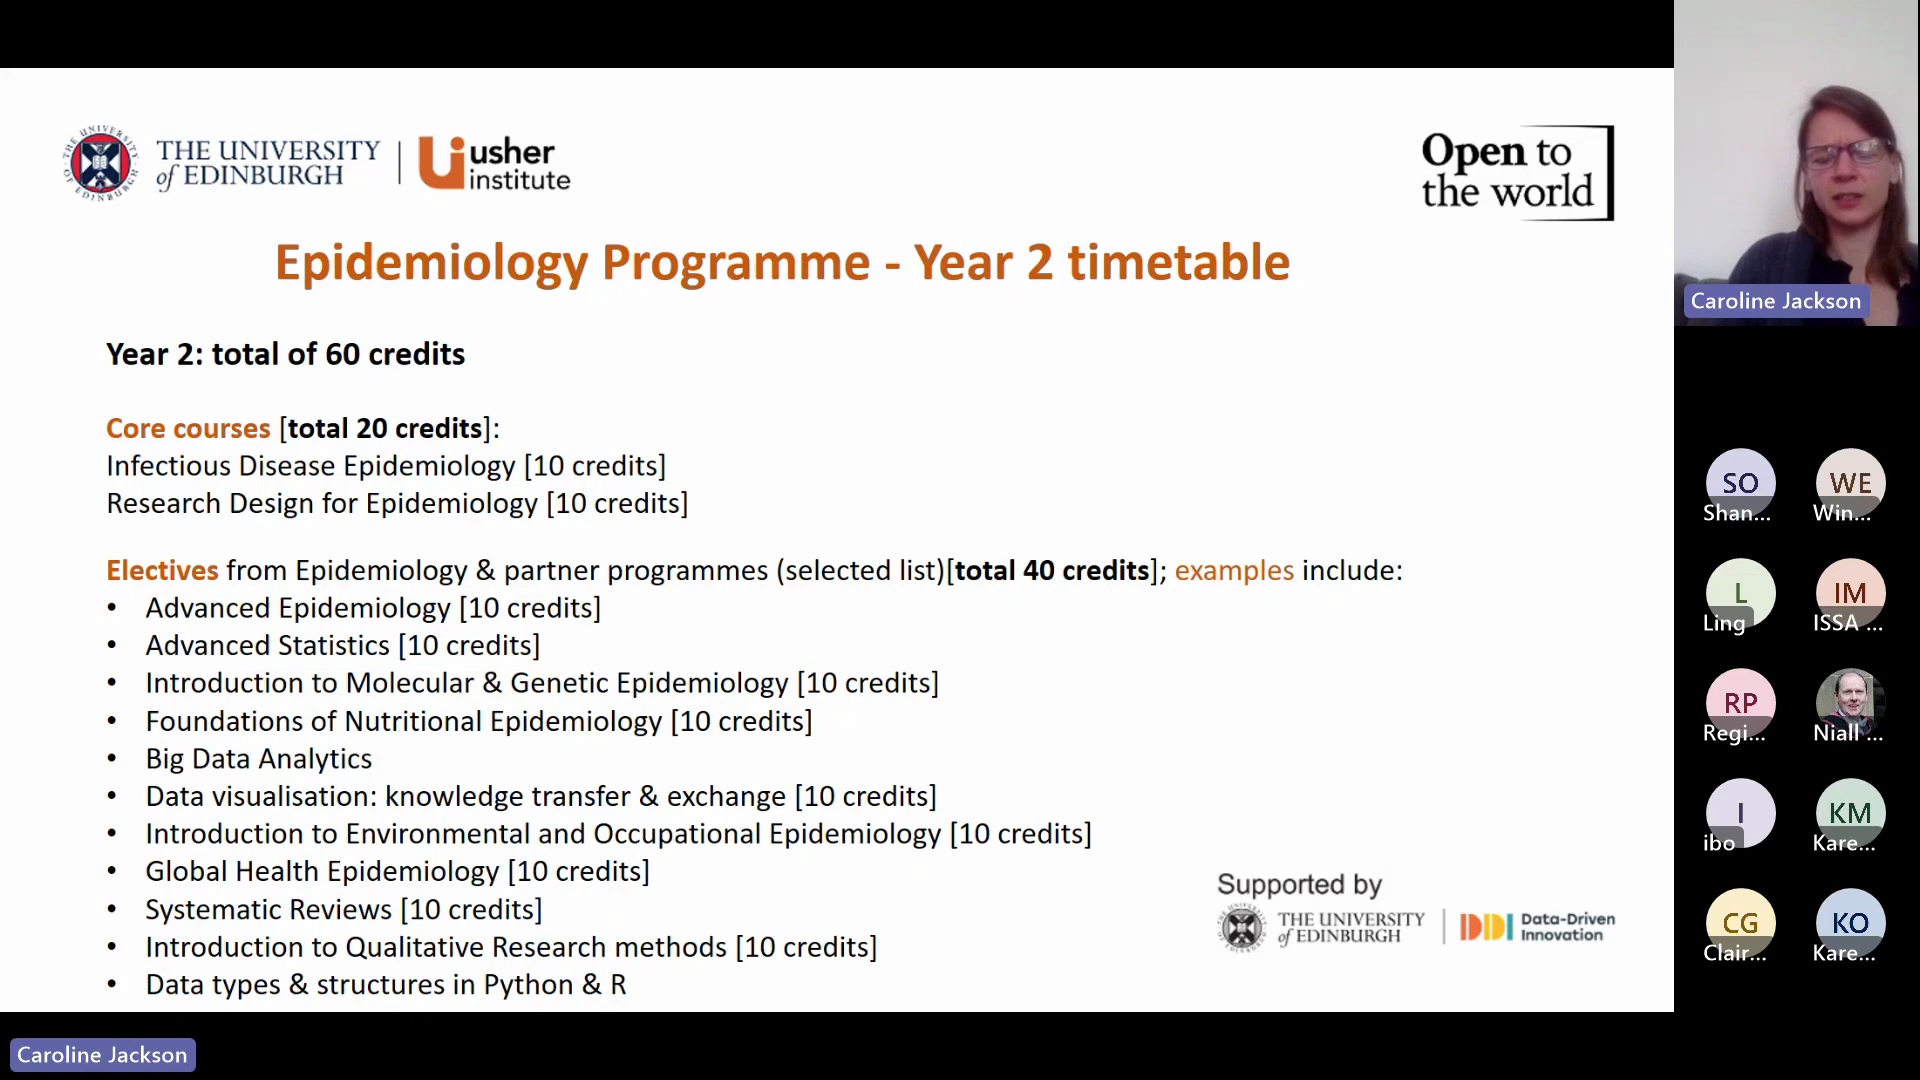 THE UNIVERSITY
of EDINBURGH
usher
institute
Open to
the world
Epidemiology Programme - Year 2 timetable
Year 2: total of 60 credits
Core courses [total 20 credits]:
Infectious Disease Epidemiology [10 credits]
Research Design for Epidemiology [10 credits]
Electives from Epidemiology & partner programmes (selected list)[total 40 credits]; examples include:
• Advanced Epidemiology [10 credits]
• Advanced Statistics [10 credits]
• Introduction to Molecular & Genetic Epidemiology [10 credits]
• Foundations of Nutritional Epidemiology [10 credits]
• Big Data Analytics
• Data visualisation: knowledge transfer & exchange [10 credits]
• Introduction to Environmental and Occupational Epidemiology [10 credits]
• Global Health Epidemiology [10 credits]
• Systematic Reviews [10 credits]
• Introduction to Qualitative Research methods [10 credits]
• Data types & structures in Python & R
Supported by
THE UNIVERSITY
of EDINBURGH
DDI Data-Driven
Innovation
Caroline Jackson
SO WE
Shan... Win...
L IM
Ling ISSA ...
RP
Regi... Niall ...
I KM
ibo Kare...
CG KO
Clair... Kare...
Caroline Jackson